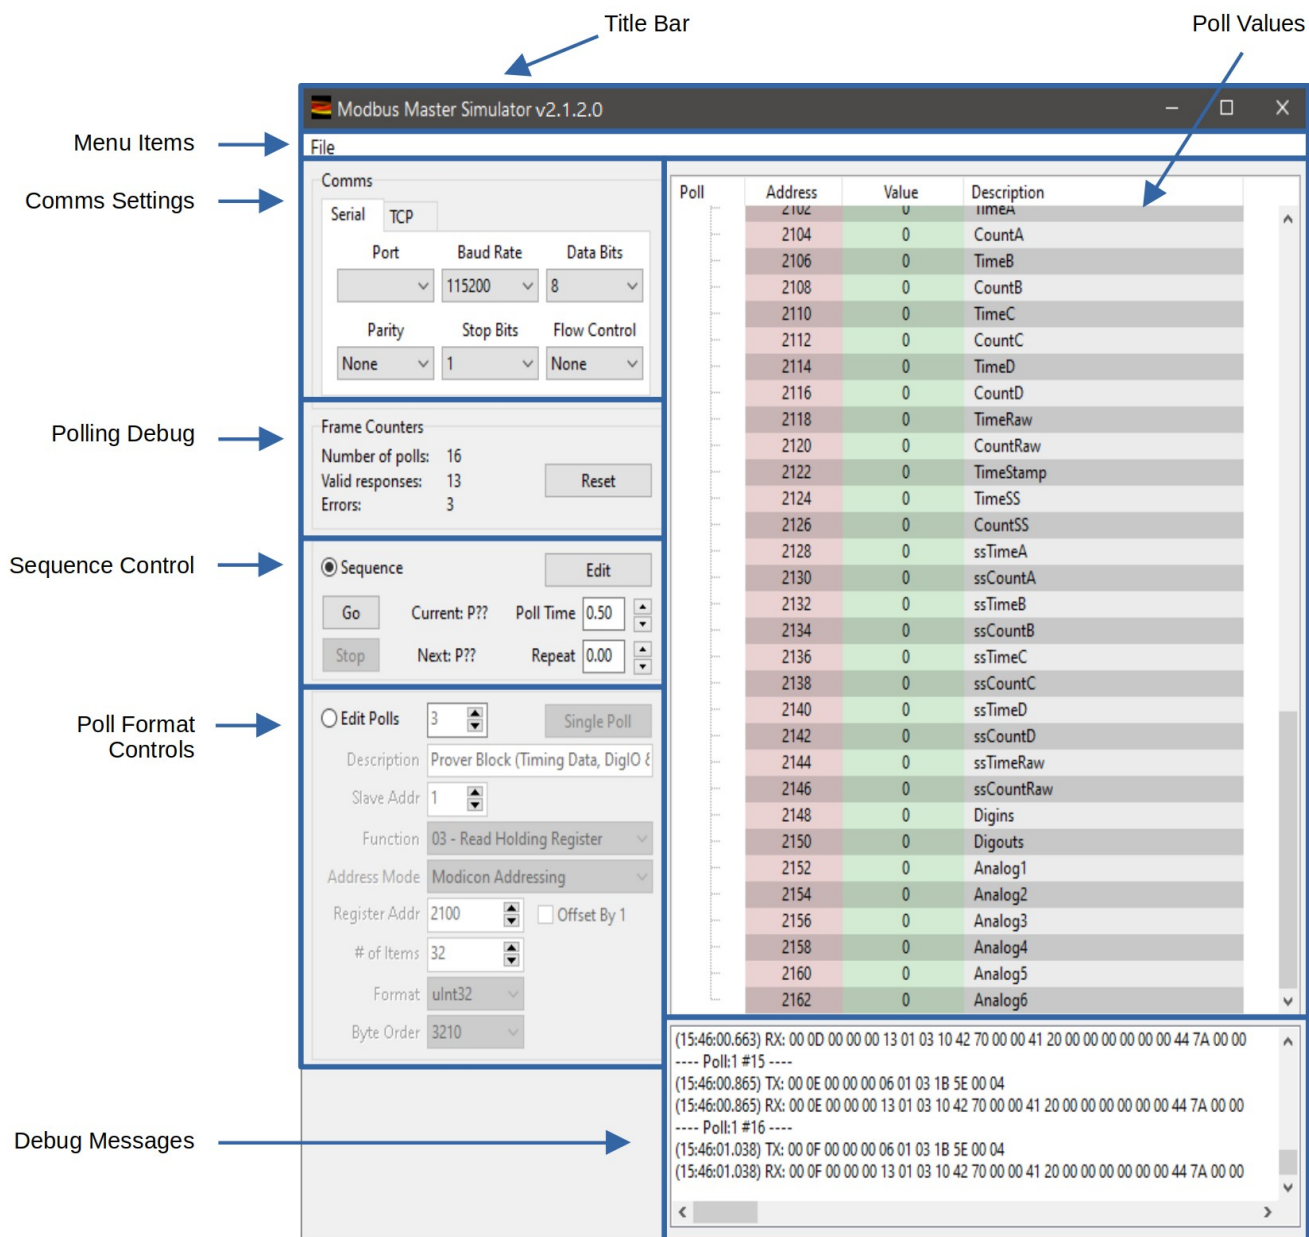 Title Bar
Poll Values
Modbus Master Simulator v2.1.2.0
Menu Items
File
Comms Settings
Comms
Serial TCP
Port Baud Rate Data Bits
115200 8
Parity Stop Bits Flow Control
None 1 None
Polling Debug
Frame Counters
Number of polls: 16
Valid responses: 13
Errors: 3
Reset
Sequence Control
Sequence Edit
Go Current: P?? Poll Time 0.50
Stop Next: P?? Repeat 0.00
Poll Format
Controls
Edit Polls 3 Single Poll
Description Prover Block (Timing Data, DigIO &
Slave Addr 1
Function 03 - Read Holding Register
Address Mode Modicon Addressing
Register Addr 2100 Offset By 1
# of Items 32
Format uInt32
Byte Order 3210
Poll Address Value Description
2102 0 TimeA
2104 0 CountA
2106 0 TimeB
2108 0 CountB
2110 0 TimeC
2112 0 CountC
2114 0 TimeD
2116 0 CountD
2118 0 TimeRaw
2120 0 CountRaw
2122 0 TimeStamp
2124 0 TimeSS
2126 0 CountSS
2128 0 ssTimeA
2130 0 ssCountA
2132 0 ssTimeB
2134 0 ssCountB
2136 0 ssTimeC
2138 0 ssCountC
2140 0 ssTimeD
2142 0 ssCountD
2144 0 ssTimeRaw
2146 0 ssCountRaw
2148 0 Digins
2150 0 Digouts
2152 0 Analog1
2154 0 Analog2
2156 0 Analog3
2158 0 Analog4
2160 0 Analog5
2162 0 Analog6
Debug Messages
(15:46:00.663) RX: 00 0D 00 00 00 13 01 03 10 42 70 00 00 41 20 00 00 00 00 00 00 44 7A 00 00
---- Poll:1 #15 ----
(15:46:00.865) TX: 00 0E 00 00 00 06 01 03 1B 5E 00 04
(15:46:00.865) RX: 00 0E 00 00 00 13 01 03 10 42 70 00 00 41 20 00 00 00 00 00 00 44 7A 00 00
---- Poll:1 #16 ----
(15:46:01.038) TX: 00 0F 00 00 00 06 01 03 1B 5E 00 04
(15:46:01.038) RX: 00 0F 00 00 00 13 01 03 10 42 70 00 00 41 20 00 00 00 00 00 00 44 7A 00 00